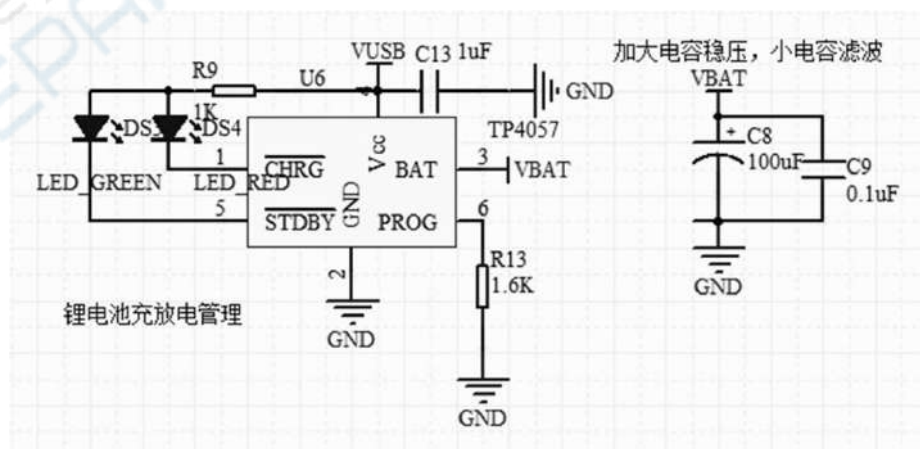 VUSB
C13 1uF
加大电容稳压，小电容滤波
R9
U6
4
GND
VBAT
1K
DS3
DS4
TP4057
Vcc
+
C8
1
CHRG
BAT
3
VBAT
100uF
C9
LED_GREEN
LED_RED
0.1uF
5
STDBY
GND
PROG
6
2
R13
1.6K
GND
锂电池充放电管理
GND
GND